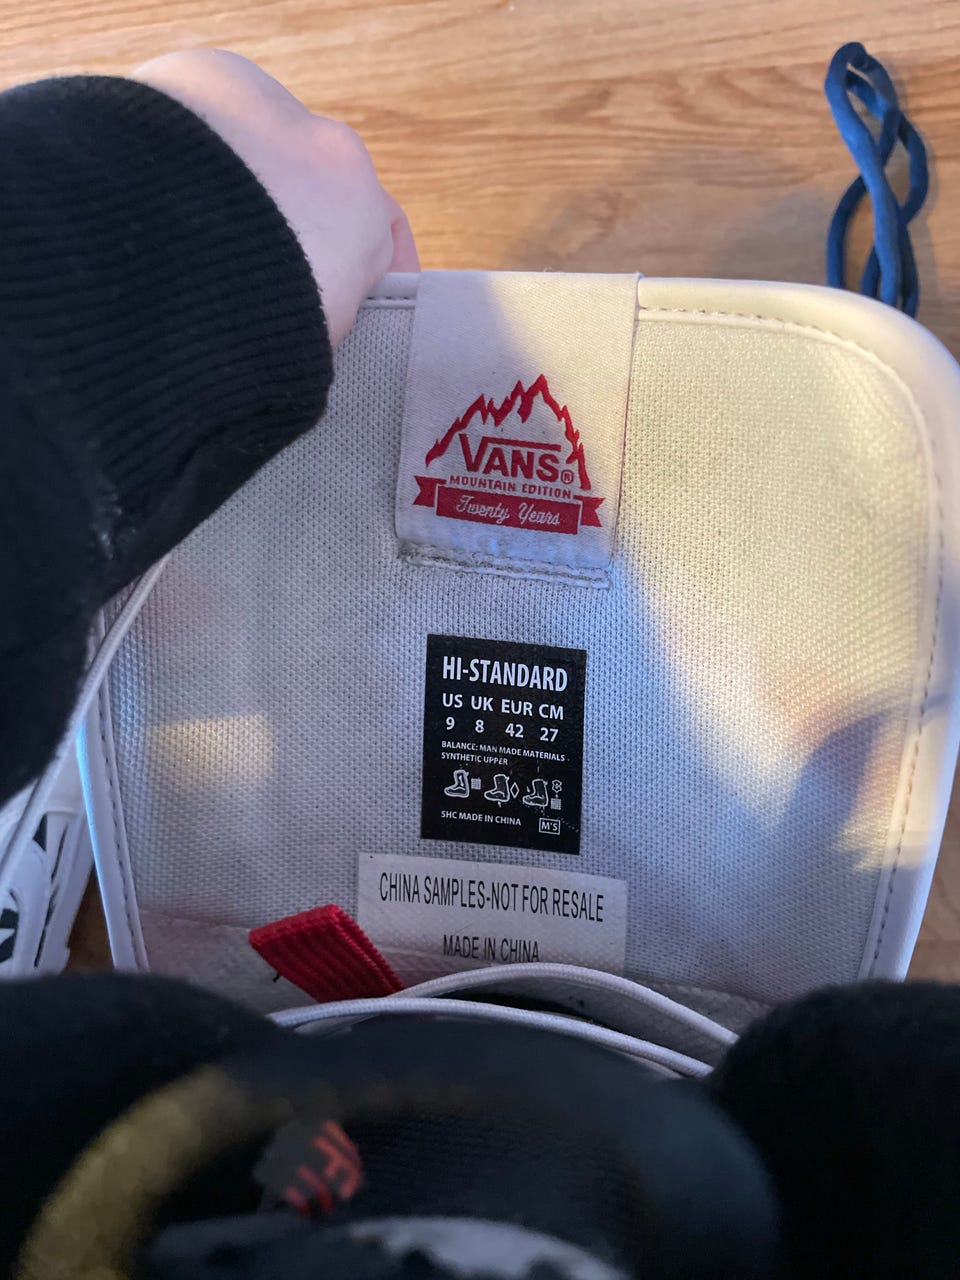 VANS®
MOUNTAIN EDITION
Twenty Years
HI-STANDARD
US UK EUR CM
9 8 42 27
BALANCE: MAN MADE MATERIALS
SYNTHETIC UPPER
SHC MADE IN CHINA
M'S
CHINA SAMPLES-NOT FOR RESALE
MADE IN CHINA